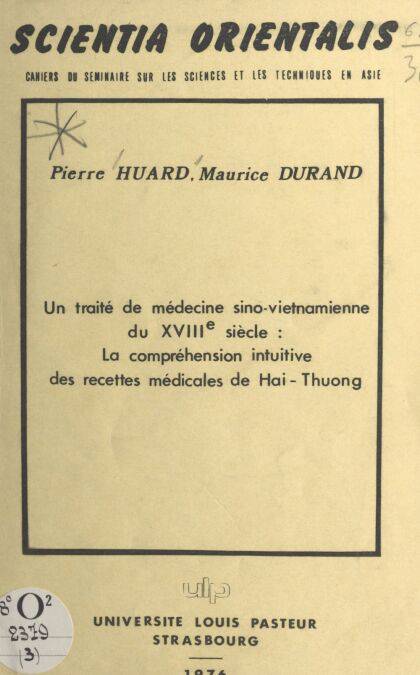 SCIENTIA ORIENTALIS
CAHIERS DU SEMINAIRE SUR LES SCIENCES ET LES TECHNIQUES EN ASIE
Pierre HUARD, Maurice DURAND
Un traité de médecine sino-vietnamienne
du XVIIIe siècle :
La compréhension intuitive
des recettes médicales de Hai - Thuong
ulp
UNIVERSITE LOUIS PASTEUR
STRASBOURG
1976
8° O2
2379
(3)